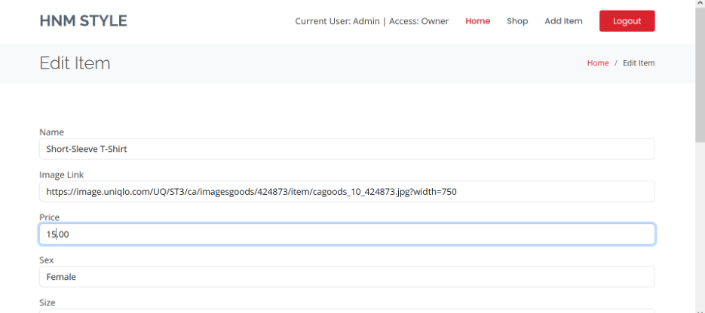 HNM STYLE
Current User: Admin | Access: Owner Home Shop Add Item Logout
Edit Item
Home / Edit Item
Name
Short-Sleeve T-Shirt
Image Link
https://image.uniqlo.com/UQ/ST3/ca/imagesgoods/424873/item/cagoods_10_424873.jpg?width=750
Price
15.00
Sex
Female
Size